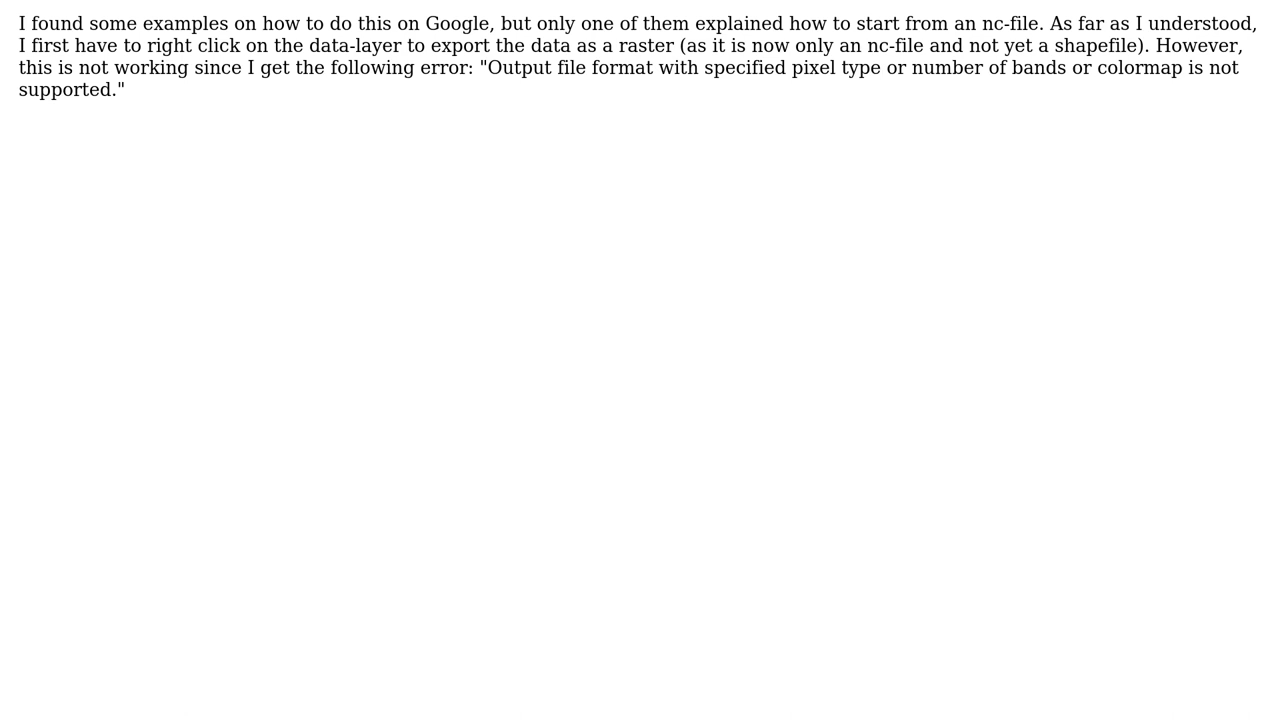 I found some examples on how to do this on Google, but only one of them explained how to start from an nc-file. As far as I understood,
I first have to right click on the data-layer to export the data as a raster (as it is now only an nc-file and not yet a shapefile). However,
this is not working since I get the following error: "Output file format with specified pixel type or number of bands or colormap is not
supported."